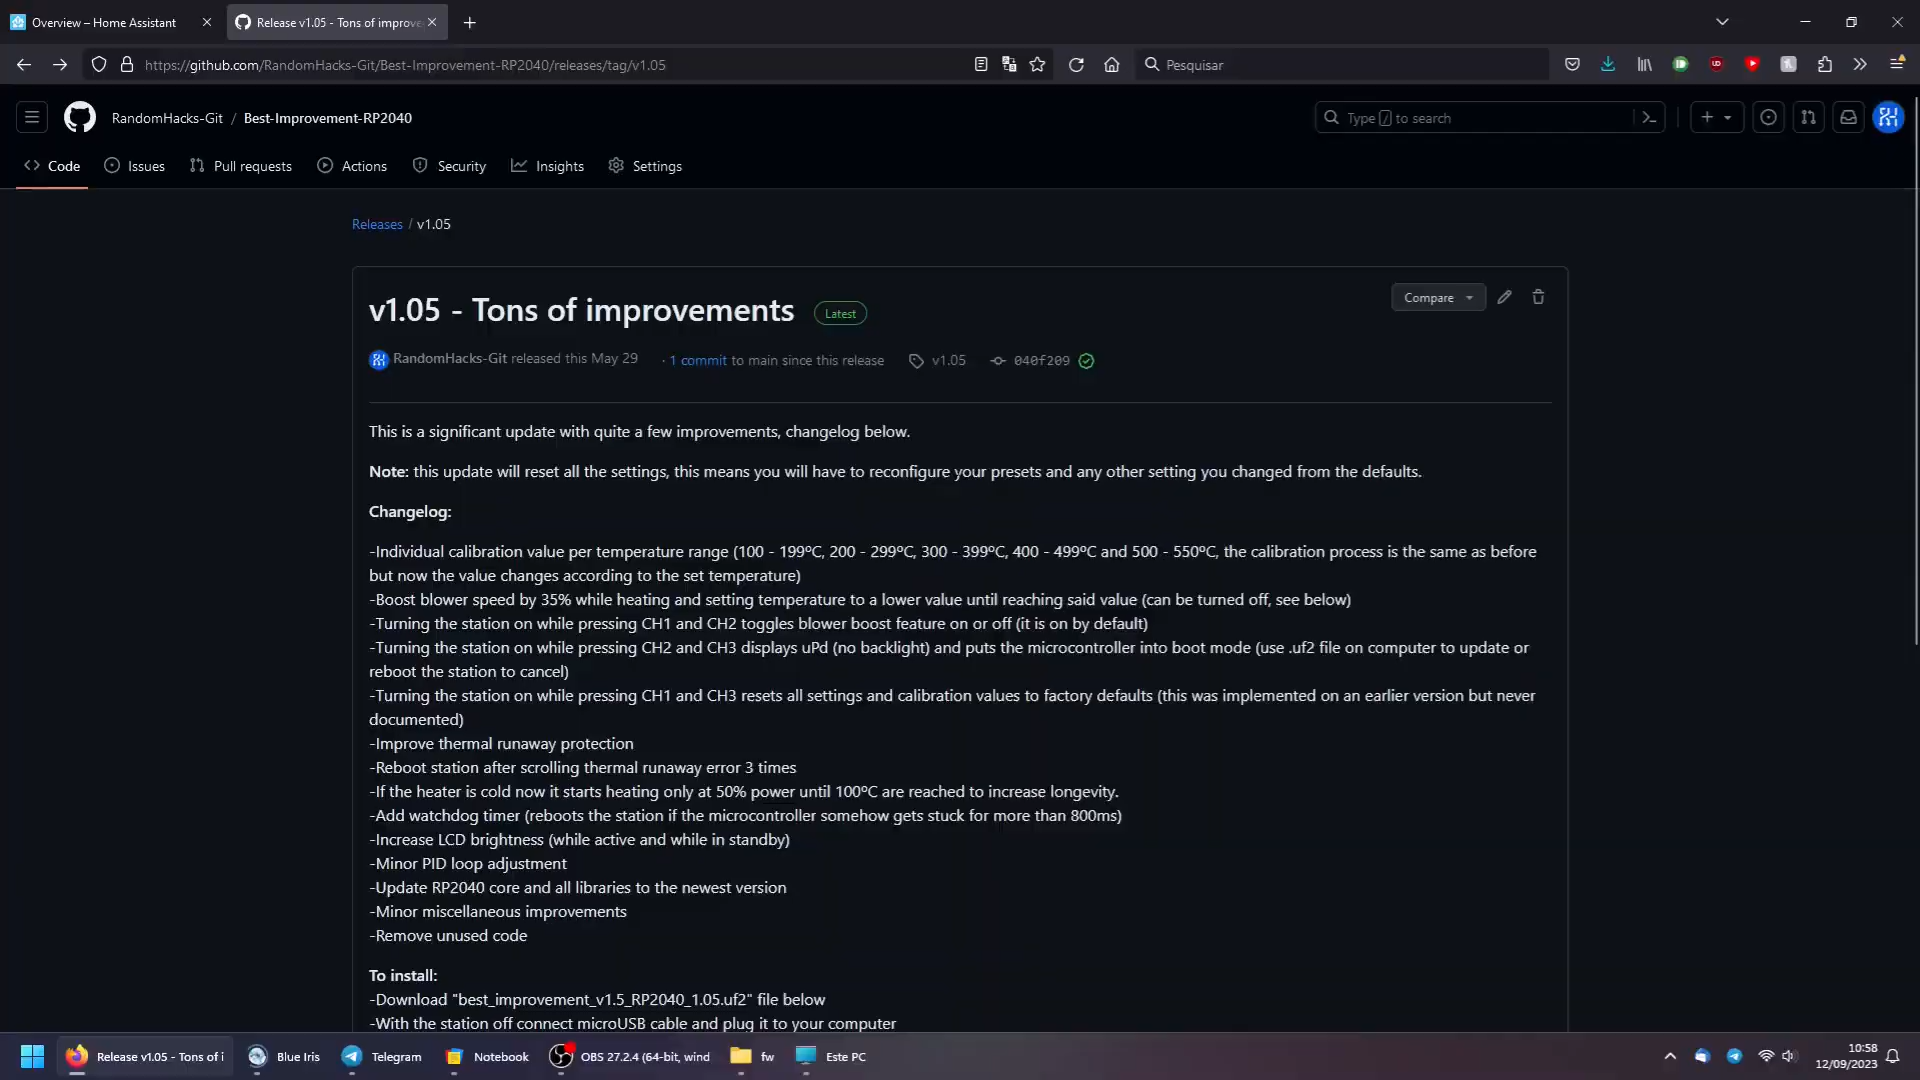 Overview – Home Assistant
Release v1.05 - Tons of improve
https://github.com/RandomHacks-Git/Best-Improvement-RP2040/releases/tag/v1.05
Pesquisar
RandomHacks-Git / Best-Improvement-RP2040
Type / to search
Code
Issues
Pull requests
Actions
Security
Insights
Settings
Releases / v1.05
v1.05 - Tons of improvements
Latest
Compare
RandomHacks-Git released this May 29 · 1 commit to main since this release v1.05 040f209
This is a significant update with quite a few improvements, changelog below.
Note: this update will reset all the settings, this means you will have to reconfigure your presets and any other setting you changed from the defaults.
Changelog:
-Individual calibration value per temperature range (100 - 199ºC, 200 - 299ºC, 300 - 399ºC, 400 - 499ºC and 500 - 550ºC, the calibration process is the same as before
but now the value changes according to the set temperature)
-Boost blower speed by 35% while heating and setting temperature to a lower value until reaching said value (can be turned off, see below)
-Turning the station on while pressing CH1 and CH2 toggles blower boost feature on or off (it is on by default)
-Turning the station on while pressing CH2 and CH3 displays uPd (no backlight) and puts the microcontroller into boot mode (use .uf2 file on computer to update or
reboot the station to cancel)
-Turning the station on while pressing CH1 and CH3 resets all settings and calibration values to factory defaults (this was implemented on an earlier version but never
documented)
-Improve thermal runaway protection
-Reboot station after scrolling thermal runaway error 3 times
-If the heater is cold now it starts heating only at 50% power until 100ºC are reached to increase longevity.
-Add watchdog timer (reboots the station if the microcontroller somehow gets stuck for more than 800ms)
-Increase LCD brightness (while active and while in standby)
-Minor PID loop adjustment
-Update RP2040 core and all libraries to the newest version
-Minor miscellaneous improvements
-Remove unused code
To install:
-Download "best_improvement_v1.5_RP2040_1.05.uf2" file below
-With the station off connect microUSB cable and plug it to your computer
Release v1.05 - Tons of i
Blue Iris
Telegram
Notebook
OBS 27.2.4 (64-bit, wind
fw
Este PC
10:58
12/09/2023